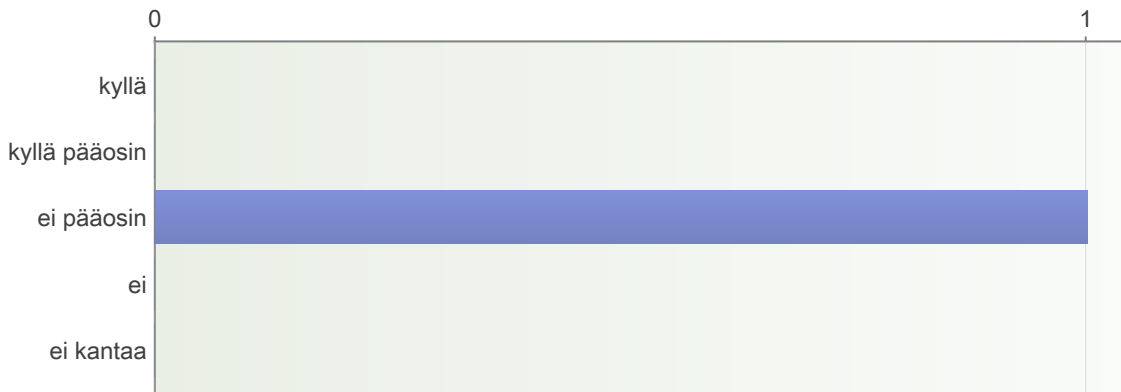 0 1
kyllä
kyllä pääosin
ei pääosin
ei
ei kantaa